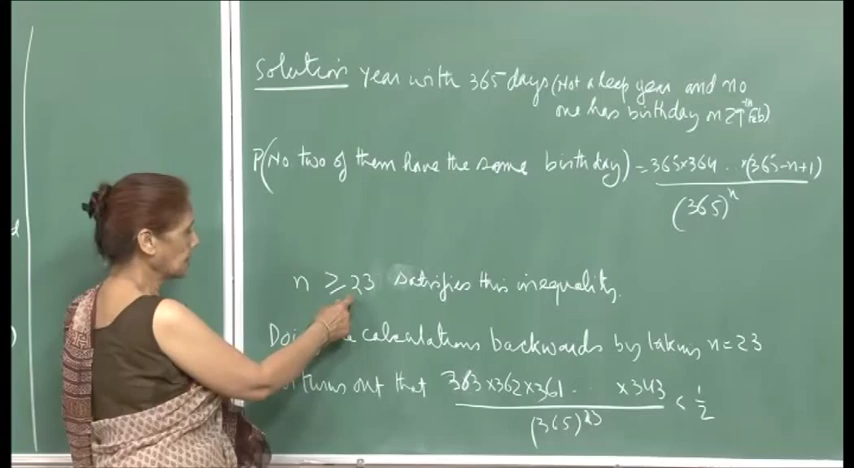 Solution year with 365 days (Not a leap year and no
one has birthday on 29th Feb)
P(No two of them have the same birthday) = 365×364 .. ×(365-n+1)
(365)^n
n ≥ 23 satisfies this inequality.
calculations backwards by taking n = 23
turns out that 363×362×361 ... ×343 < 1/2
(365)^23